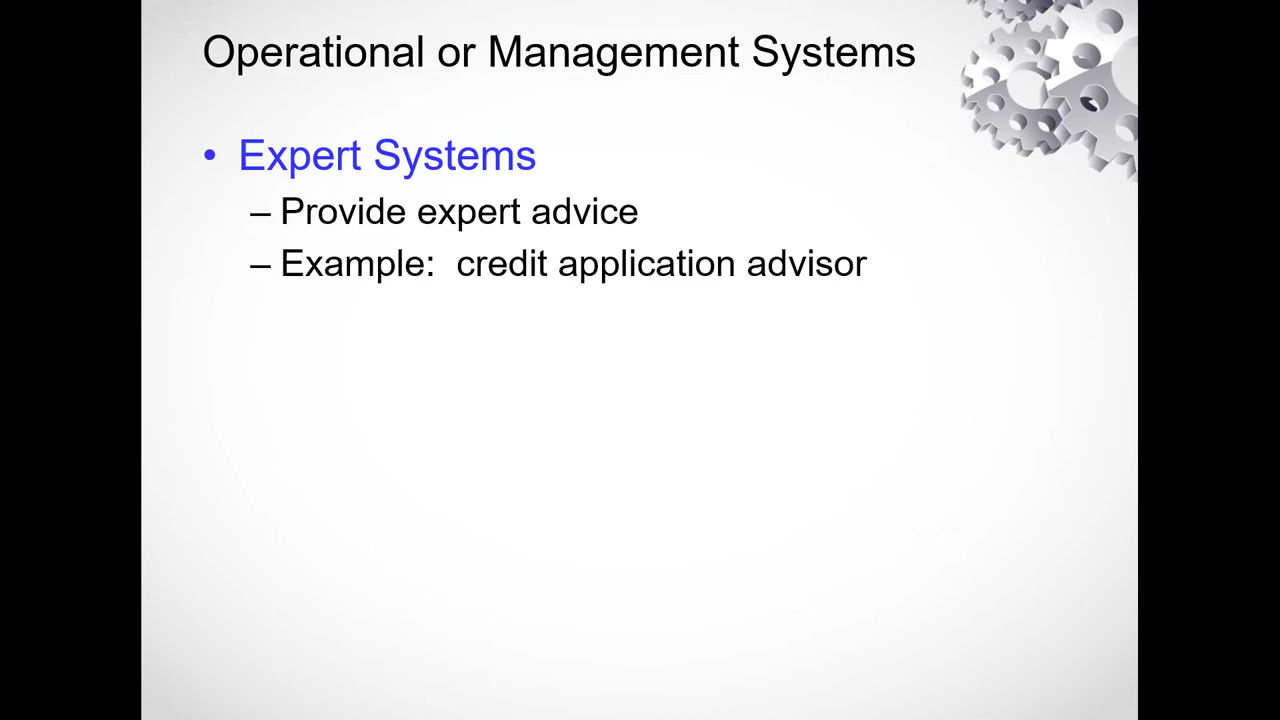 Operational or Management Systems
• Expert Systems
– Provide expert advice
– Example:  credit application advisor